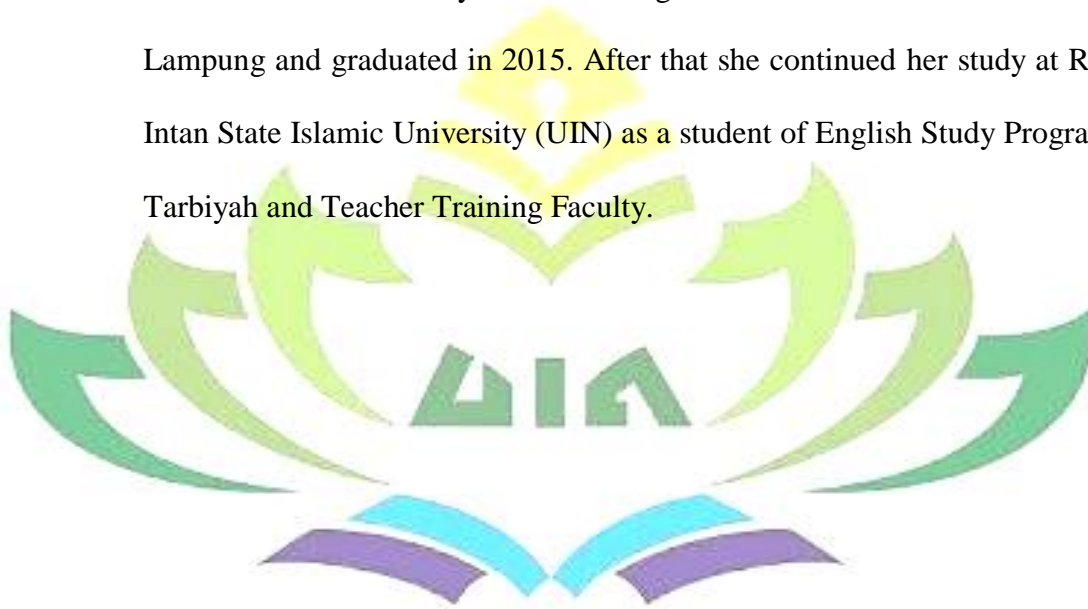 Lampung and graduated in 2015. After that she continued her study at R
Intan State Islamic University (UIN) as a student of English Study Progra
Tarbiyah and Teacher Training Faculty.
UIN